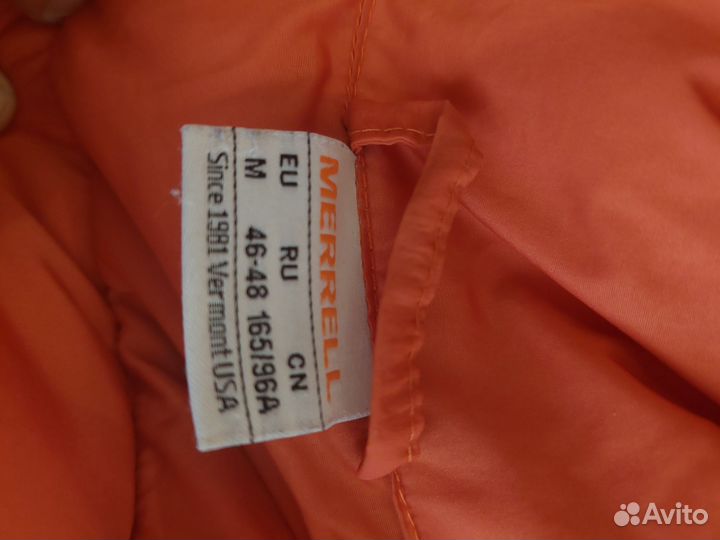 MERRELL
EU RU CN
M 46-48 165/96A
Since 1981 Vermont USA
Avito